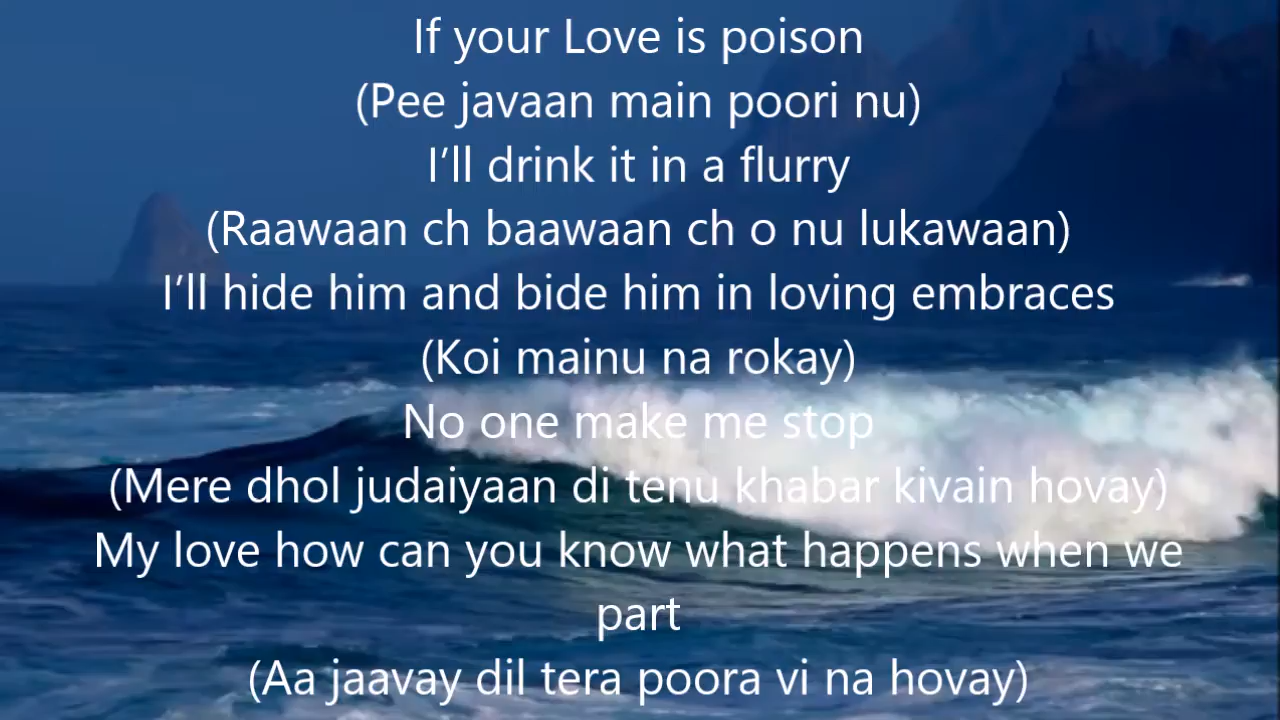 If your Love is poison
(Pee javaan main poori nu)
I’ll drink it in a flurry
(Raawaan ch baawaan ch o nu lukawaan)
I’ll hide him and bide him in loving embraces
(Koi mainu na rokay)
No one make me stop
(Mere dhol judaiyaan di tenu khabar kivain hovay)
My love how can you know what happens when we
part
(Aa jaavay dil tera poora vi na hovay)